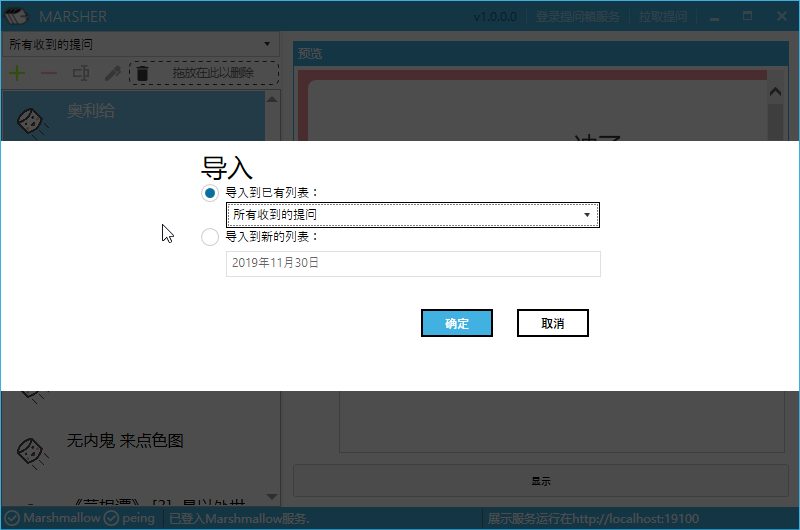 MARSHER
v1.0.0.0
登录提问箱服务
拉取提问
所有收到的提问
预览
拖放在此以删除
奥利给
导入
导入到已有列表：
所有收到的提问
导入到新的列表：
2019年11月30日
确定
取消
无内鬼 来点色图
显示
Marshmallow
peing
已登入Marshmallow服务.
展示服务运行在http://localhost:19100